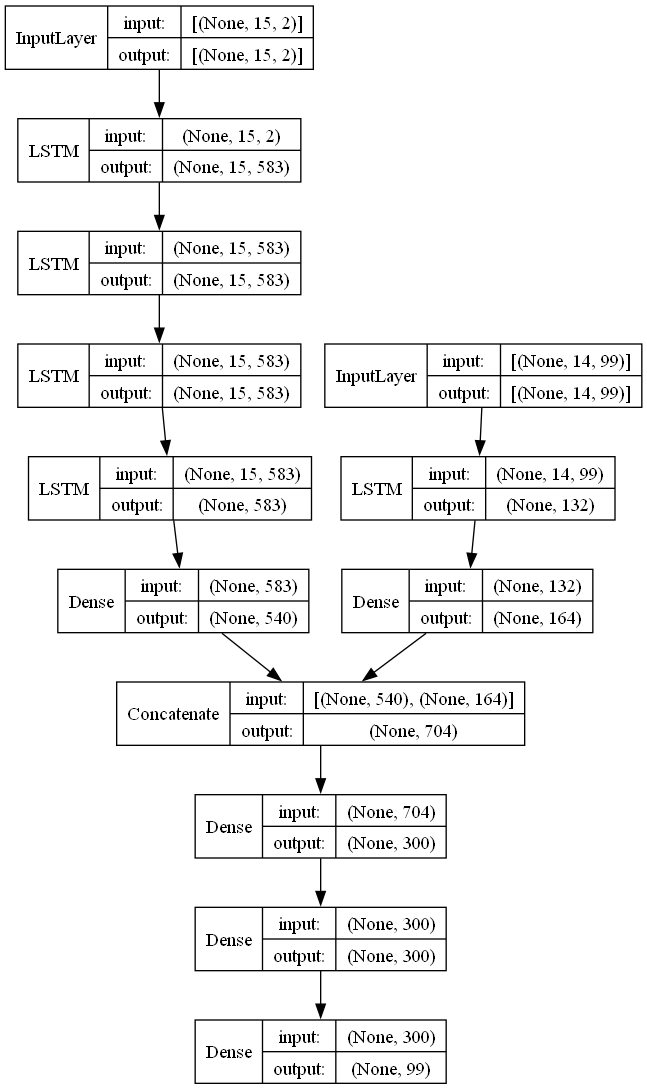 InputLayer
input: [(None, 15, 2)]
output: [(None, 15, 2)]
LSTM
input: (None, 15, 2)
output: (None, 15, 583)
LSTM
input: (None, 15, 583)
output: (None, 15, 583)
LSTM
input: (None, 15, 583)
output: (None, 15, 583)
InputLayer
input: [(None, 14, 99)]
output: [(None, 14, 99)]
LSTM
input: (None, 15, 583)
output: (None, 583)
LSTM
input: (None, 14, 99)
output: (None, 132)
Dense
input: (None, 583)
output: (None, 540)
Dense
input: (None, 132)
output: (None, 164)
Concatenate
input: [(None, 540), (None, 164)]
output: (None, 704)
Dense
input: (None, 704)
output: (None, 300)
Dense
input: (None, 300)
output: (None, 300)
Dense
input: (None, 300)
output: (None, 99)